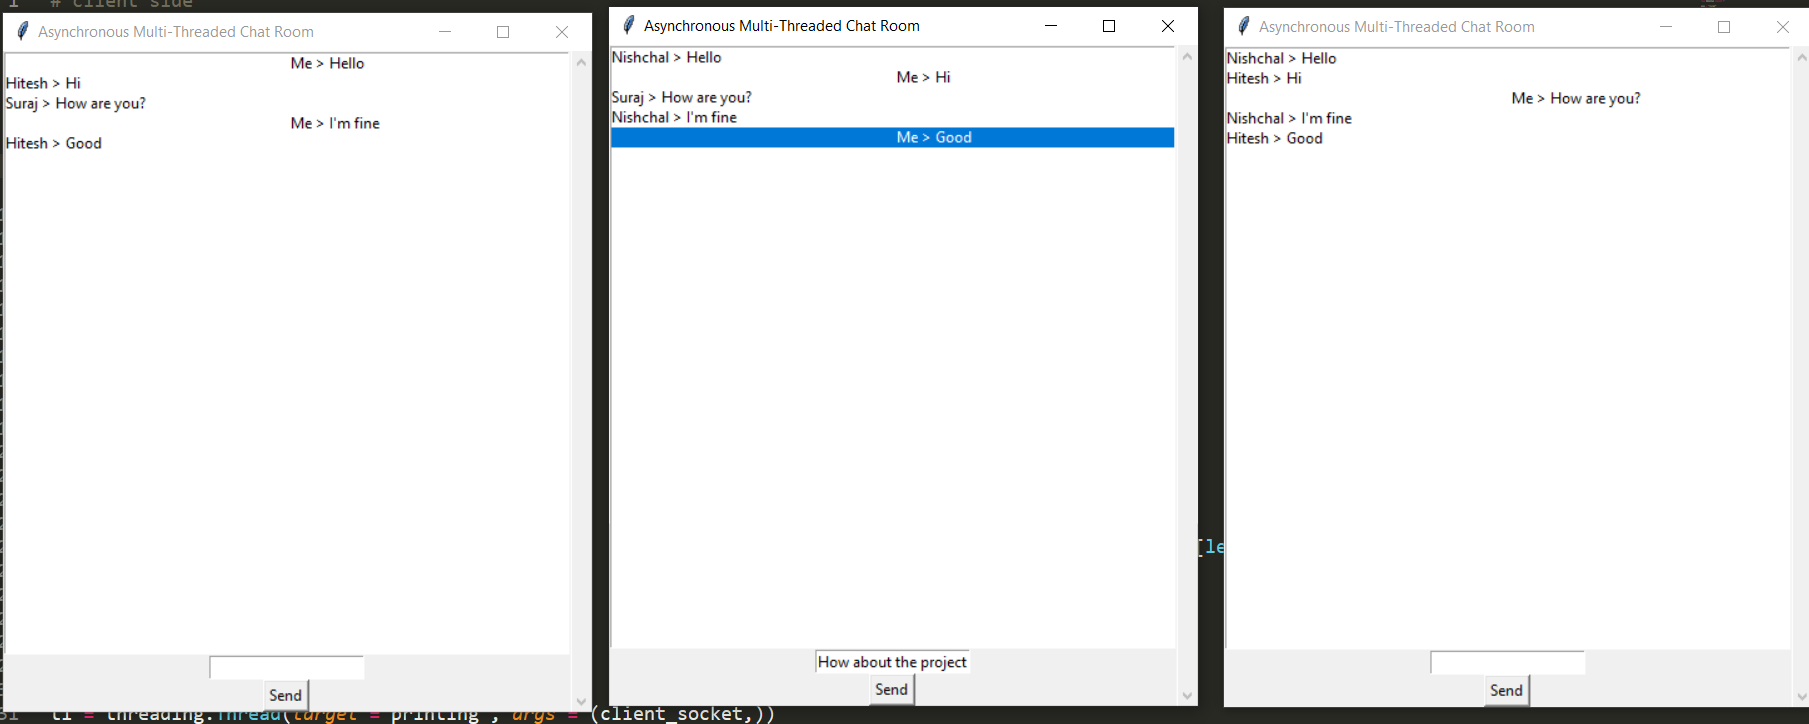 1 # client side
Asynchronous Multi-Threaded Chat Room
Me > Hello
Hitesh > Hi
Suraj > How are you?
Me > I'm fine
Hitesh > Good
Send
Asynchronous Multi-Threaded Chat Room
Nishchal > Hello
Me > Hi
Suraj > How are you?
Nishchal > I'm fine
Me > Good
How about the project
Send
Asynchronous Multi-Threaded Chat Room
Nishchal > Hello
Hitesh > Hi
Me > How are you?
Nishchal > I'm fine
Hitesh > Good
Send
[le
t1 = threading.Thread(target = printing , args = (client_socket,))